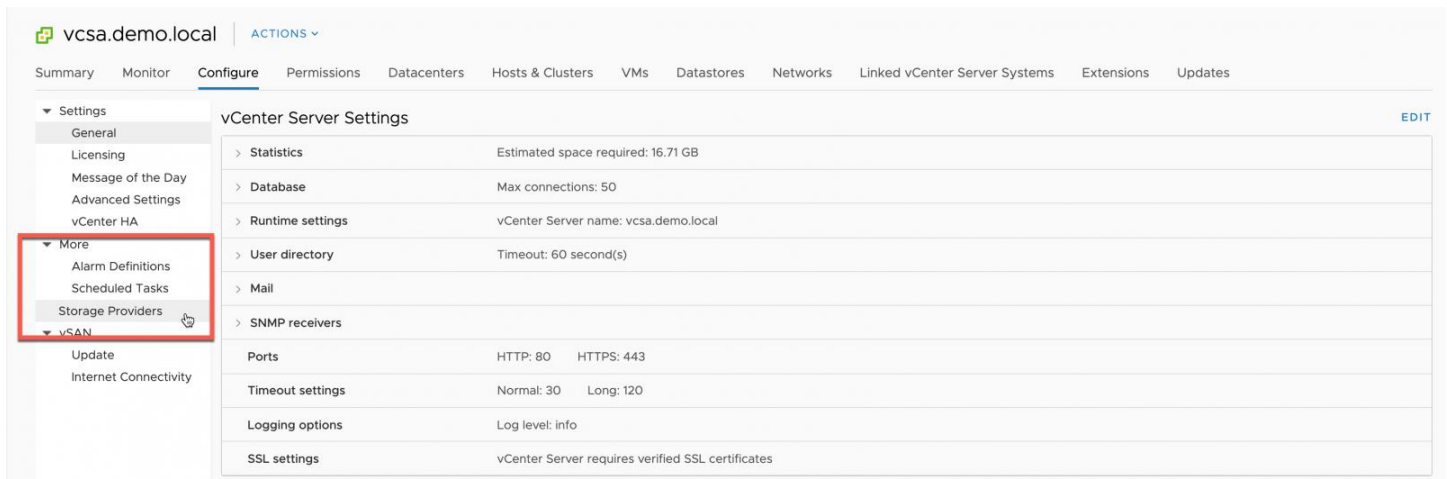 vcsa.demo.local ACTIONS
Summary Monitor Configure Permissions Datacenters Hosts & Clusters VMs Datastores Networks Linked vCenter Server Systems Extensions Updates
Settings
General
Licensing
Message of the Day
Advanced Settings
vCenter HA
More
Alarm Definitions
Scheduled Tasks
Storage Providers
vSAN
Update
Internet Connectivity
vCenter Server Settings EDIT
Statistics Estimated space required: 16.71 GB
Database Max connections: 50
Runtime settings vCenter Server name: vcsa.demo.local
User directory Timeout: 60 second(s)
Mail
SNMP receivers
Ports HTTP: 80 HTTPS: 443
Timeout settings Normal: 30 Long: 120
Logging options Log level: info
SSL settings vCenter Server requires verified SSL certificates